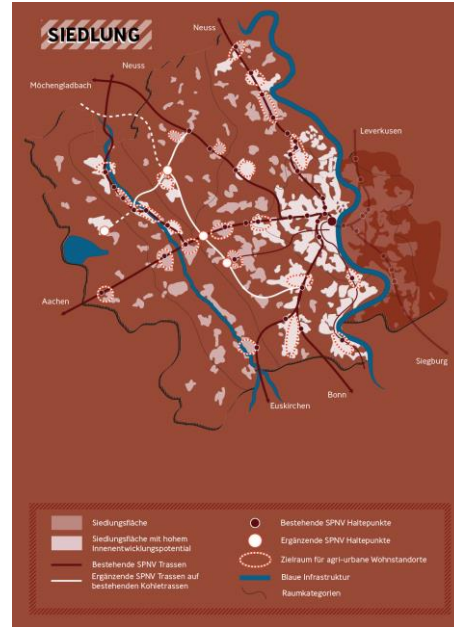 SIEDLUNG
Neuss
Neuss
Möchengladbach
Leverkusen
Aachen
Siegburg
Bonn
Euskirchen
Siedlungsfläche
Siedlungsfläche mit hohem
Innenentwicklungspotential
Bestehende SPNV Trassen
Ergänzende SPNV Trassen auf
bestehenden Kohletrassen
Bestehende SPNV Haltepunkte
Ergänzende SPNV Haltepunkte
Zielraum für agri-urbane Wohnstandorte
Blaue Infrastruktur
Raumkategorien